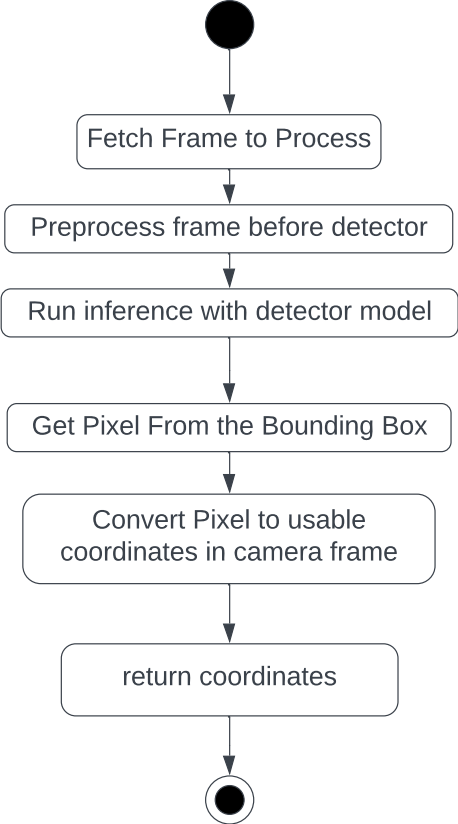 Fetch Frame to Process
Preprocess frame before detector
Run inference with detector model
Get Pixel From the Bounding Box
Convert Pixel to usable
coordinates in camera frame
return coordinates